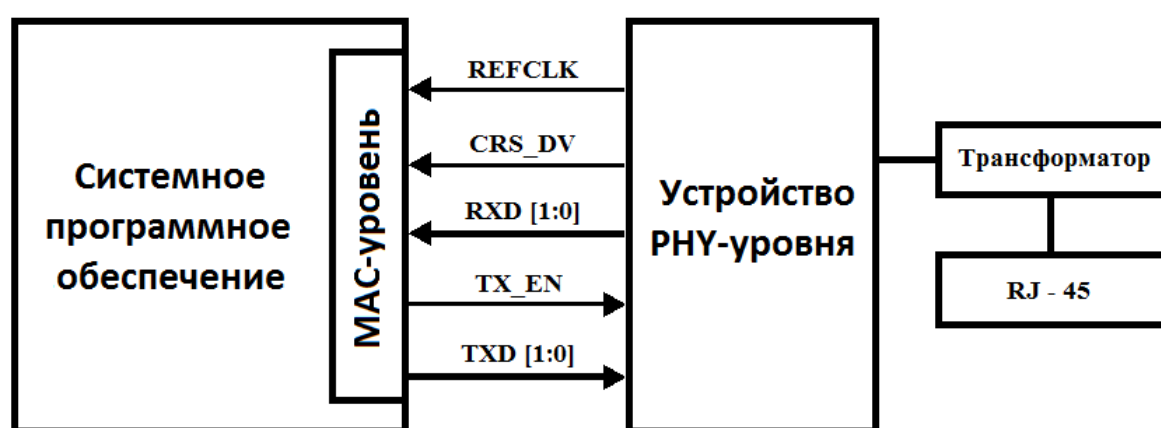 Системное
программное
обеспечение
MAC-уровень
REFCLK
CRS_DV
RXD [1:0]
TX_EN
TXD [1:0]
Устройство
PHY-уровня
Трансформатор
RJ - 45